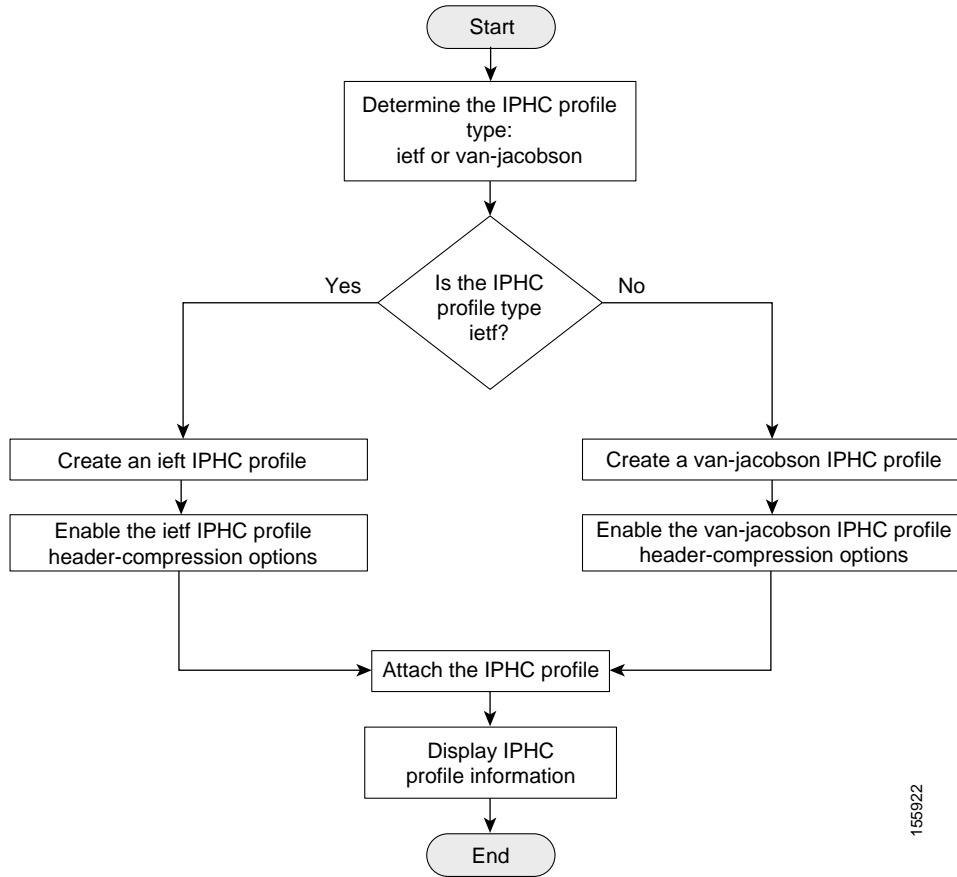 Start
Determine the IPHC profile
type:
ietf or van-jacobson
Is the IPHC
profile type
ietf?
Yes
No
Create an ieft IPHC profile
Enable the ietf IPHC profile
header-compression options
Create a van-jacobson IPHC profile
Enable the van-jacobson IPHC profile
header-compression options
Attach the IPHC profile
Display IPHC
profile information
End
155922